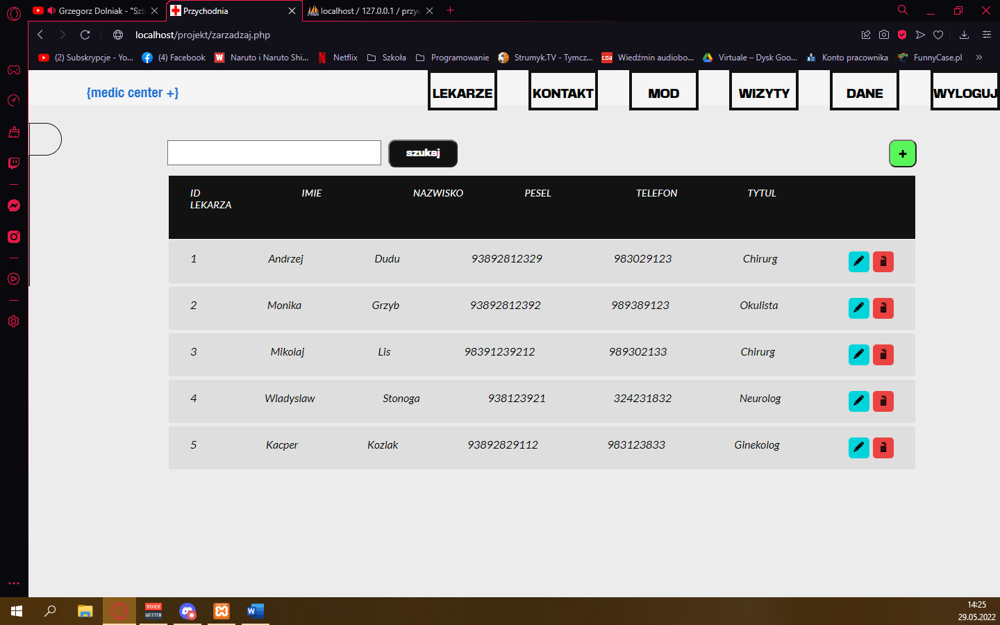 Grzegorz Dolniak - "Szt
Przychodnia
localhost / 127.0.0.1 / przyc
localhost/projekt/zarzadzaj.php
(2) Subskrypcje - Yo...
(4) Facebook
W
Naruto i Naruto Shi...
N
Netflix
Szkoła
Programowanie
Strumyk.TV - Tymcz...
cda
Wiedźmin audiobo...
Virtuale – Dysk Goo...
Konto pracownika
FunnyCase.pl
{medic center +}
LEKARZE
KONTAKT
MOD
WIZYTY
DANE
WYLOGUJ
szukaj
+
ID LEKARZA IMIE NAZWISKO PESEL TELEFON TYTUL
1 Andrzej Dudu 93892812329 983029123 Chirurg
2 Monika Grzyb 93892812392 989389123 Okulista
3 Mikolaj Lis 98391239212 989302133 Chirurg
4 Wladyslaw Stonoga 938123921 324231832 Neurolog
5 Kacper Kozlak 93892829112 983123833 Ginekolog
VOICE
MEETER
W
14:25
29.05.2022